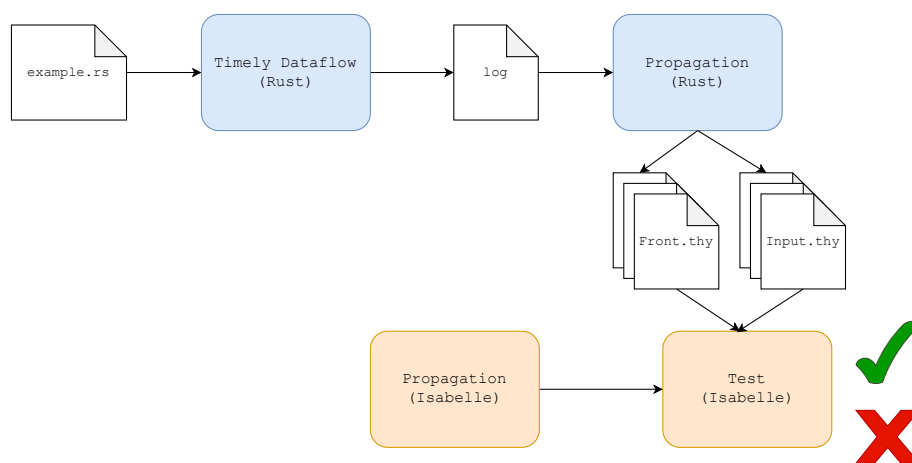 example.rs
Timely Dataflow
(Rust)
log
Propagation
(Rust)
Front.thy
Input.thy
Propagation
(Isabelle)
Test
(Isabelle)